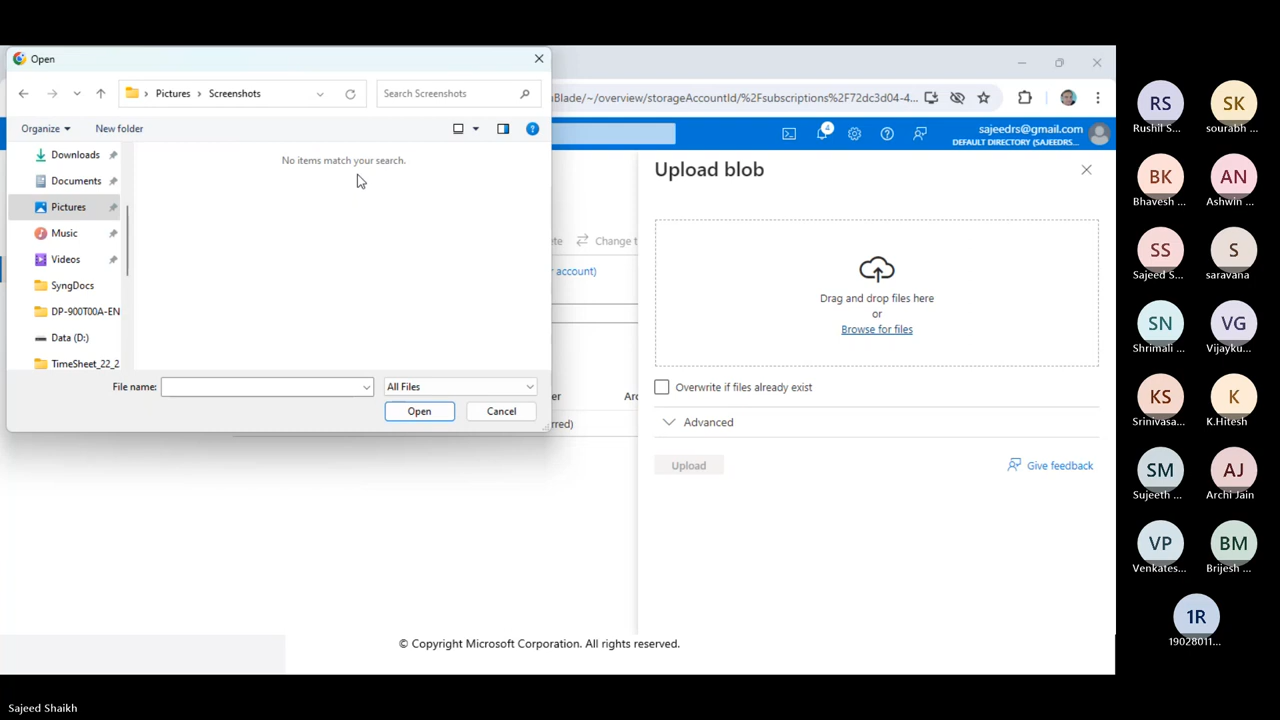 Open
Pictures
Screenshots
Search Screenshots
Organize
New folder
Downloads
Documents
Pictures
Music
Videos
SyngDocs
DP-900T00A-EN
Data (D:)
TimeSheet_22_2
No items match your search.
File name:
All Files
Open
Cancel
Blade/~/overview/storageAccountId/%2Fsubscriptions%2F72dc3d04-4...
4
sajeedrs@gmail.com
DEFAULT DIRECTORY (SAJEEDRS...
Change t
account)
rred)
Upload blob
Drag and drop files here
or
Browse for files
Overwrite if files already exist
Advanced
Upload
Give feedback
© Copyright Microsoft Corporation. All rights reserved.
RS
Rushil S...
SK
sourabh ...
BK
Bhavesh ...
AN
Ashwin ...
SS
Sajeed S...
S
saravana
SN
Shrimali ...
VG
Vijayku...
KS
Srinivasa...
K
K.Hitesh
SM
Sujeeth ...
AJ
Archi Jain
VP
Venkates...
BM
Brijesh ...
1R
19028011...
Sajeed Shaikh